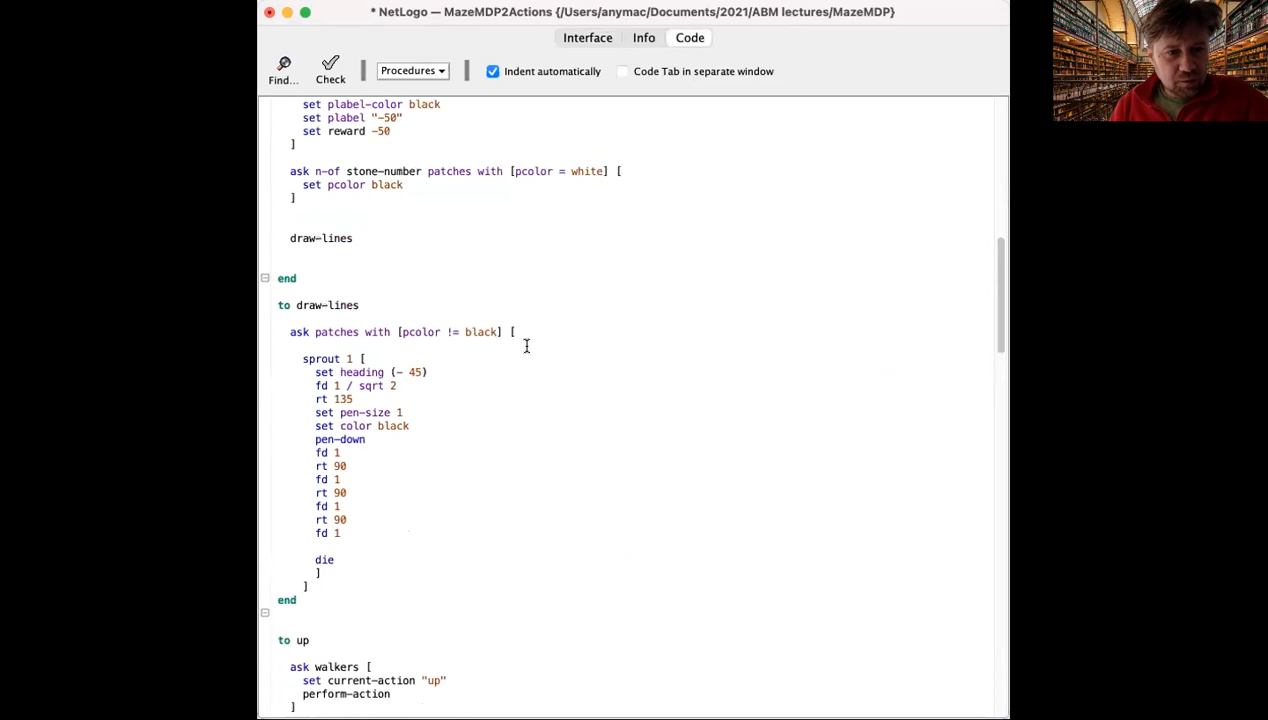 * NetLogo — MazeMDP2Actions {/Users/anymac/Documents/2021/ABM lectures/MazeMDP}
Interface Info Code
Find... Check Procedures Indent automatically Code Tab in separate window
set plabel-color black
set plabel "-50"
set reward -50
]
ask n-of stone-number patches with [pcolor = white] [
set pcolor black
]
draw-lines
end
to draw-lines
ask patches with [pcolor != black] [
sprout 1 [
set heading (- 45)
fd 1 / sqrt 2
rt 135
set pen-size 1
set color black
pen-down
fd 1
rt 90
fd 1
rt 90
fd 1
rt 90
fd 1
die
]
]
end
to up
ask walkers [
set current-action "up"
perform-action
]